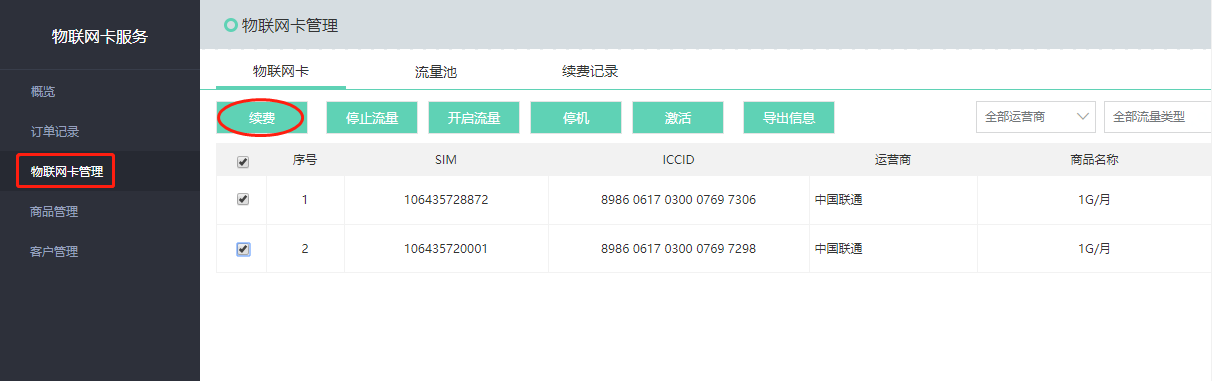 物联网卡服务
概览
订单记录
物联网卡管理
商品管理
客户管理
物联网卡管理
物联网卡 流量池 续费记录
续费 停止流量 开启流量 停机 激活 导出信息 全部运营商 全部流量类型
序号 SIM ICCID 运营商 商品名称
1 106435728872 8986 0617 0300 0769 7306 中国联通 1G/月
2 106435720001 8986 0617 0300 0769 7298 中国联通 1G/月